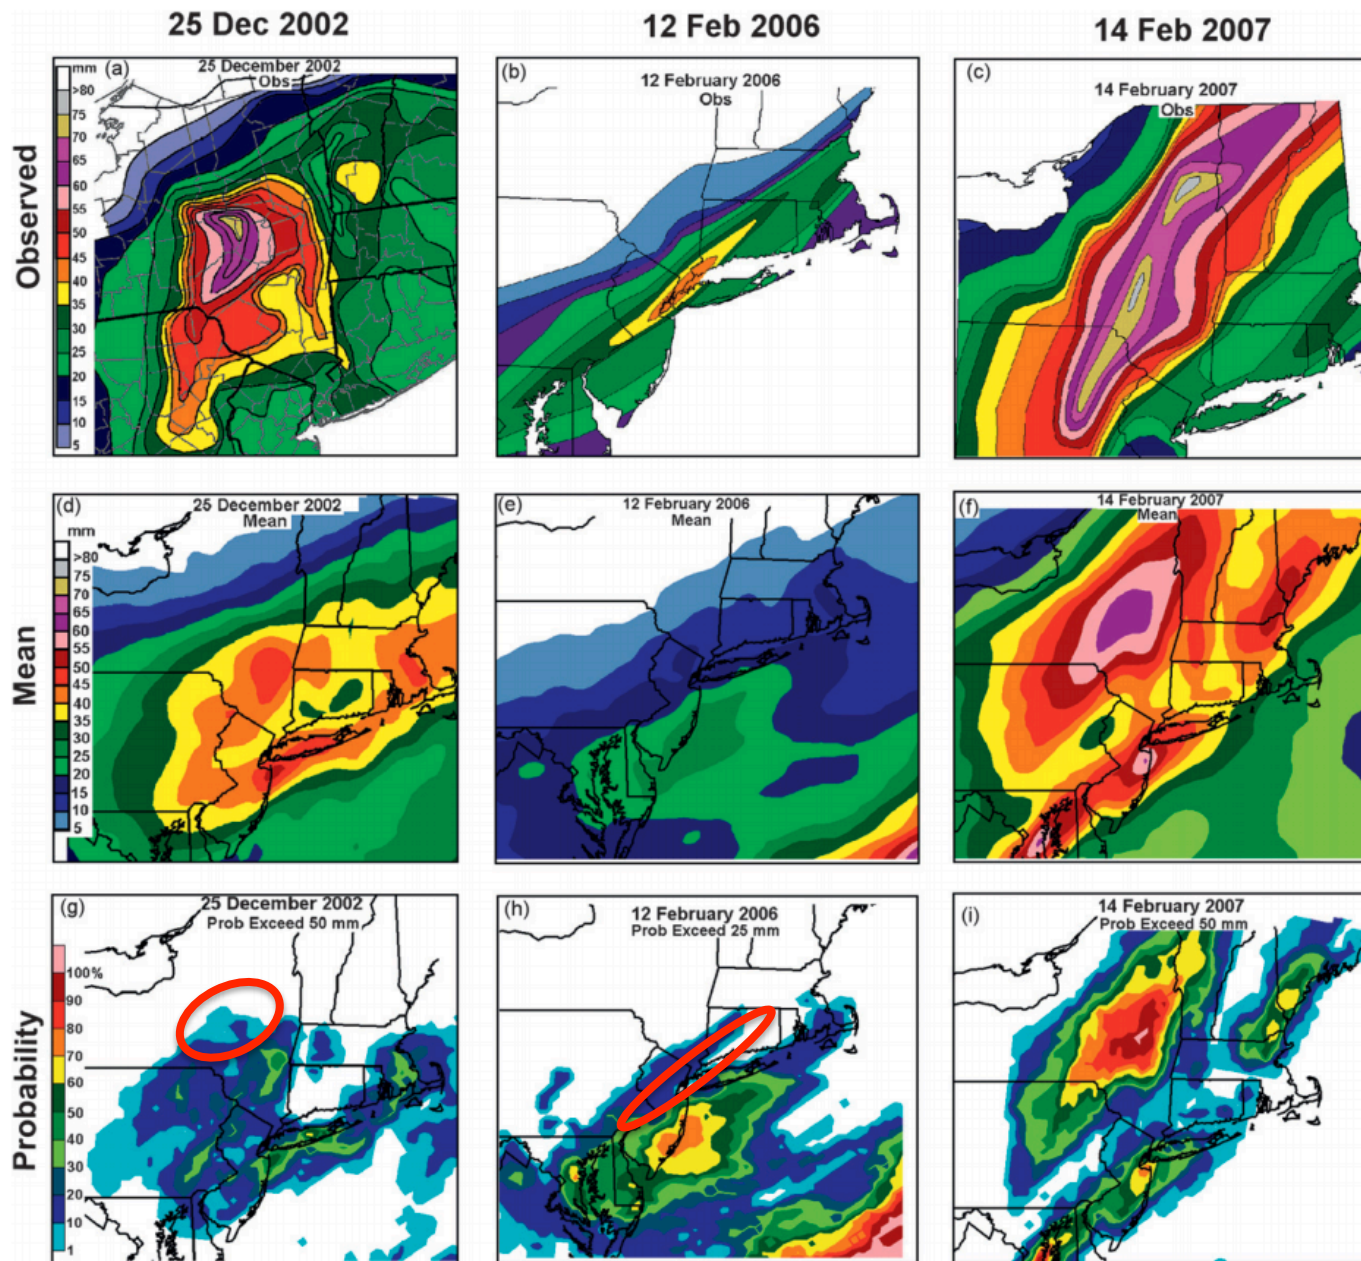 25 Dec 2002
12 Feb 2006
14 Feb 2007
Observed
(a)
25 December 2002
Obs
mm
>80
75
70
65
60
55
50
45
40
35
30
25
20
15
10
5
(b)
12 February 2006
Obs
(c)
14 February 2007
Obs
Mean
(d)
25 December 2002
Mean
mm
>80
75
70
65
60
55
50
45
40
35
30
25
20
15
10
5
(e)
12 February 2006
Mean
(f)
14 February 2007
Mean
Probability
(g)
25 December 2002
Prob Exceed 50 mm
100%
90
80
70
60
50
40
30
20
10
1
(h)
12 February 2006
Prob Exceed 25 mm
(i)
14 February 2007
Prob Exceed 50 mm